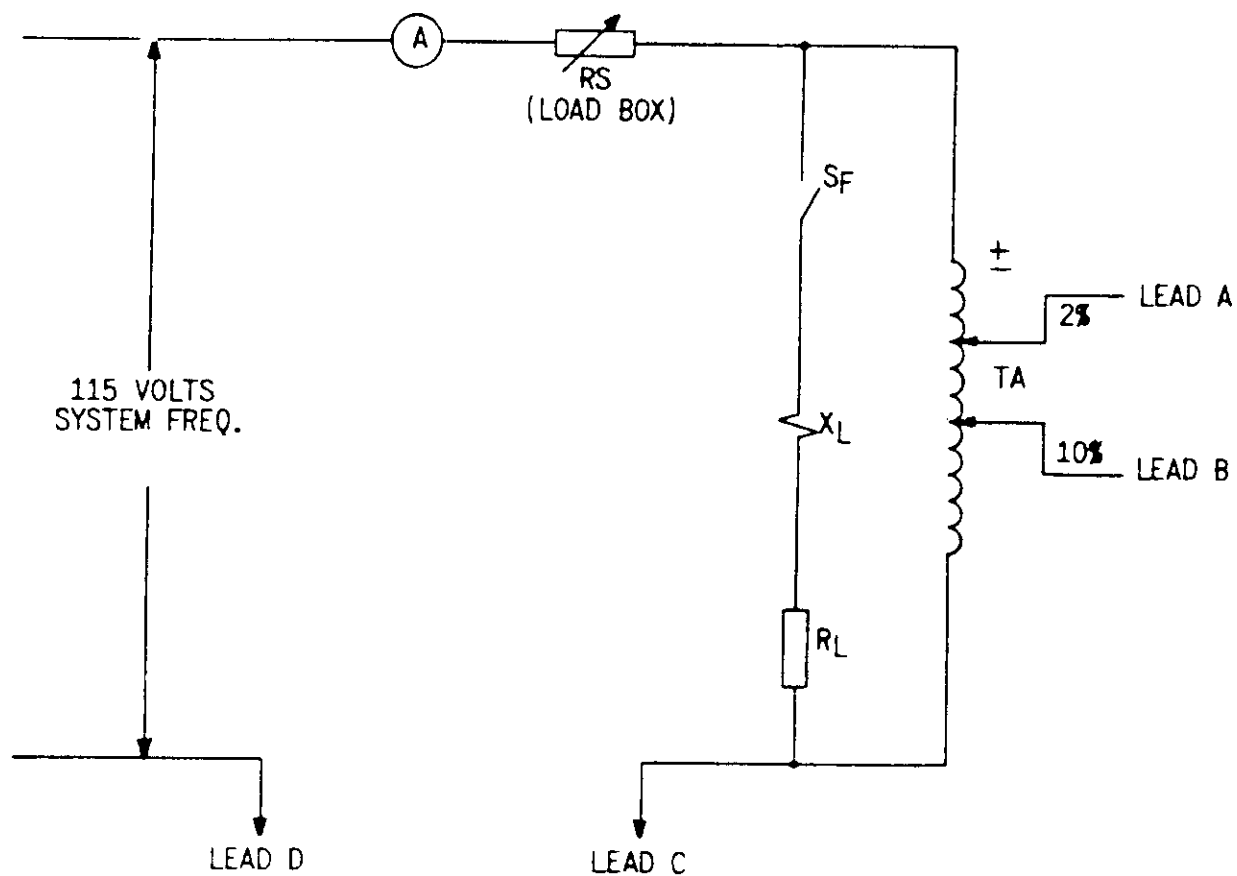 A
RS
(LOAD BOX)
SF
±
LEAD A
2%
115 VOLTS
SYSTEM FREQ.
TA
XL
10%
LEAD B
RL
LEAD D
LEAD C